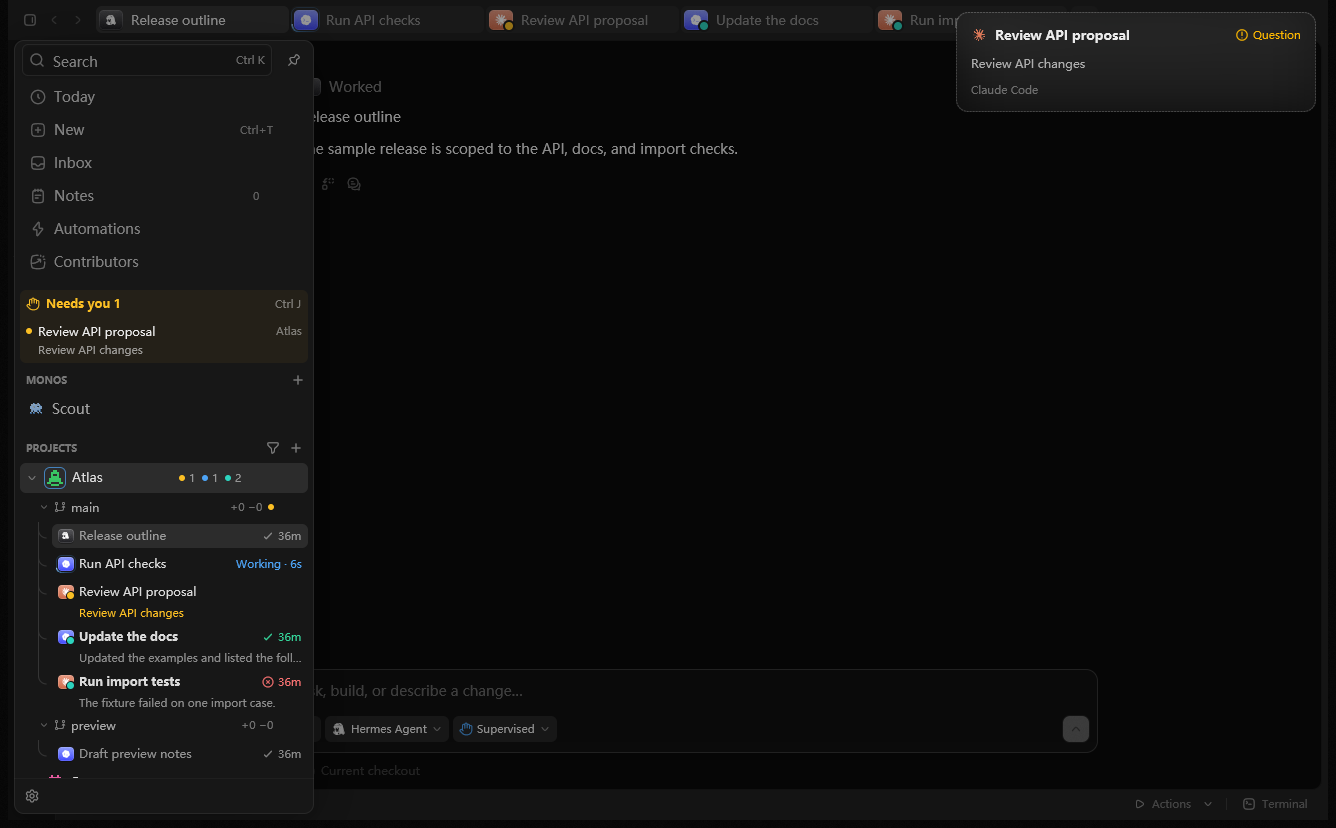 Release outline
Run API checks
Review API proposal
Update the docs
Run imp
Review API proposal
Question
Review API changes
Claude Code
Search
Ctrl K
Today
New
Ctrl+T
Inbox
Notes
0
Automations
Contributors
Needs you 1
Ctrl J
Review API proposal
Atlas
Review API changes
MONOS
Scout
PROJECTS
Atlas
1 1 2
main
+0 −0
Release outline
36m
Run API checks
Working · 6s
Review API proposal
Review API changes
Update the docs
36m
Updated the examples and listed the foll...
Run import tests
36m
The fixture failed on one import case.
preview
+0 −0
Draft preview notes
36m
Worked
elease outline
e sample release is scoped to the API, docs, and import checks.
k, build, or describe a change...
Hermes Agent
Supervised
Current checkout
Actions
Terminal